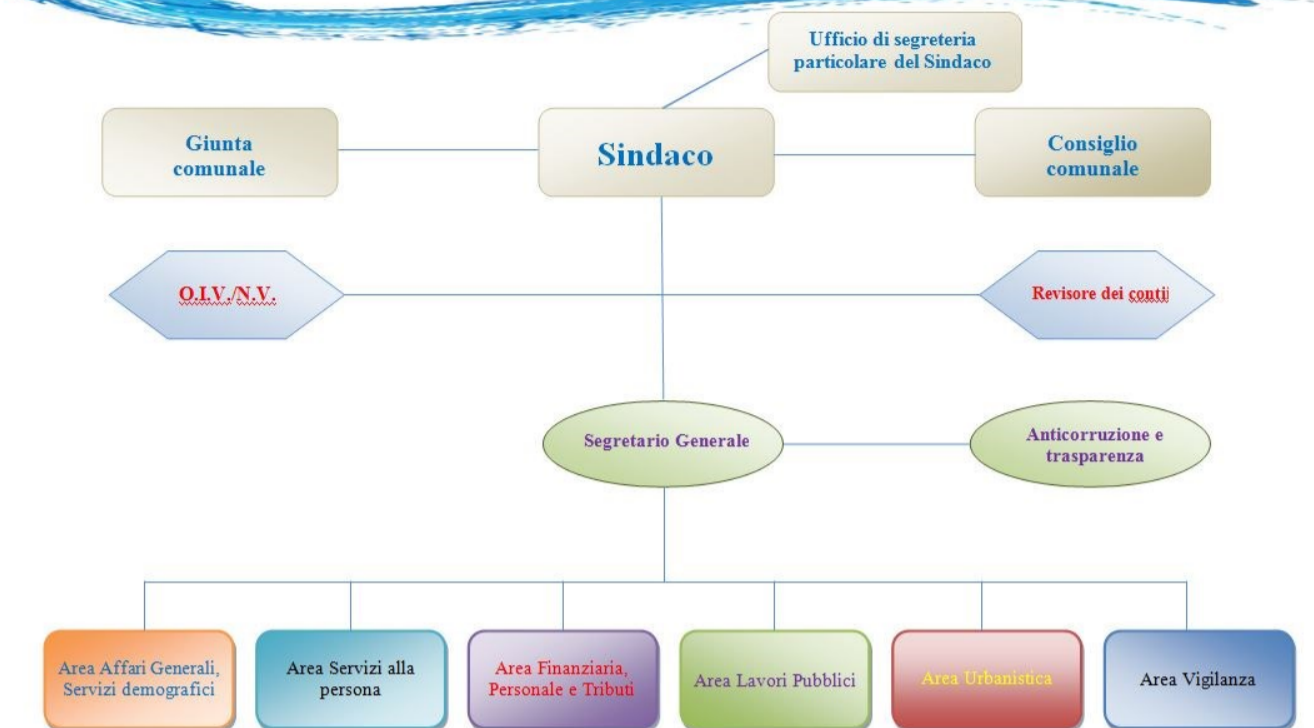 Ufficio di segreteria
particolare del Sindaco
Giunta
comunale
Sindaco
Consiglio
comunale
O.I.V./N.V.
Revisore dei conti
Segretario Generale
Anticorruzione e
trasparenza
Area Affari Generali,
Servizi demografici
Area Servizi alla
persona
Area Finanziaria,
Personale e Tributi
Area Lavori Pubblici
Area Urbanistica
Area Vigilanza